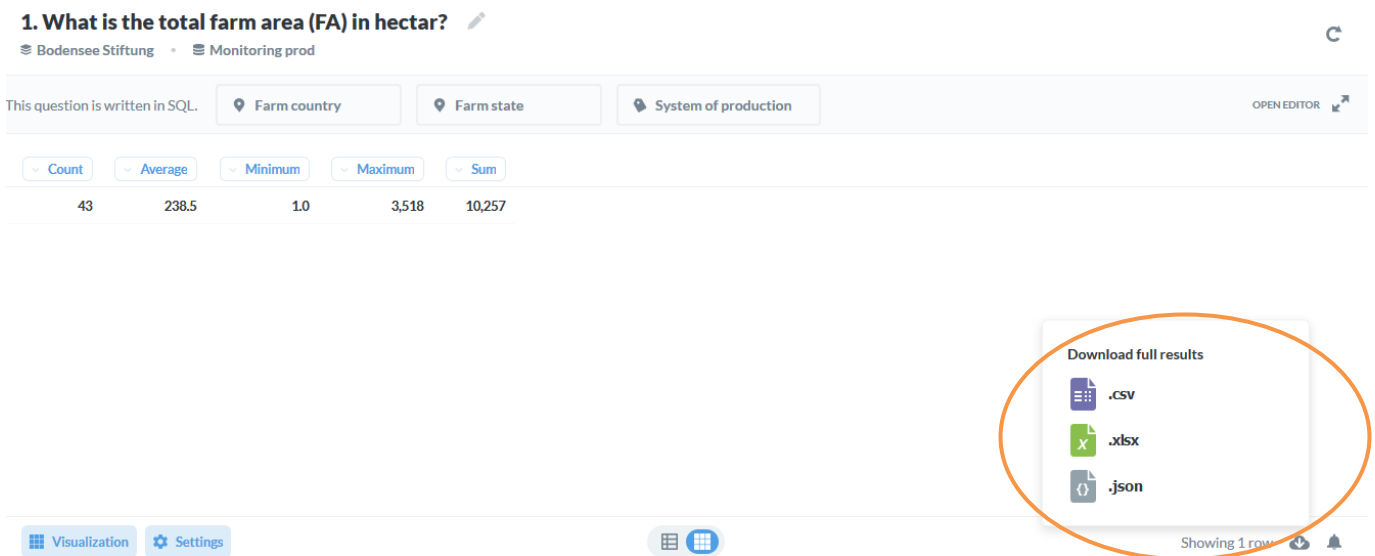 1. What is the total farm area (FA) in hectar?
Bodensee Stiftung • Monitoring prod
This question is written in SQL. Farm country Farm state System of production OPEN EDITOR
Count Average Minimum Maximum Sum
43 238.5 1.0 3,518 10,257
Download full results
.csv
.xlsx
.json
Visualization Settings Showing 1 row